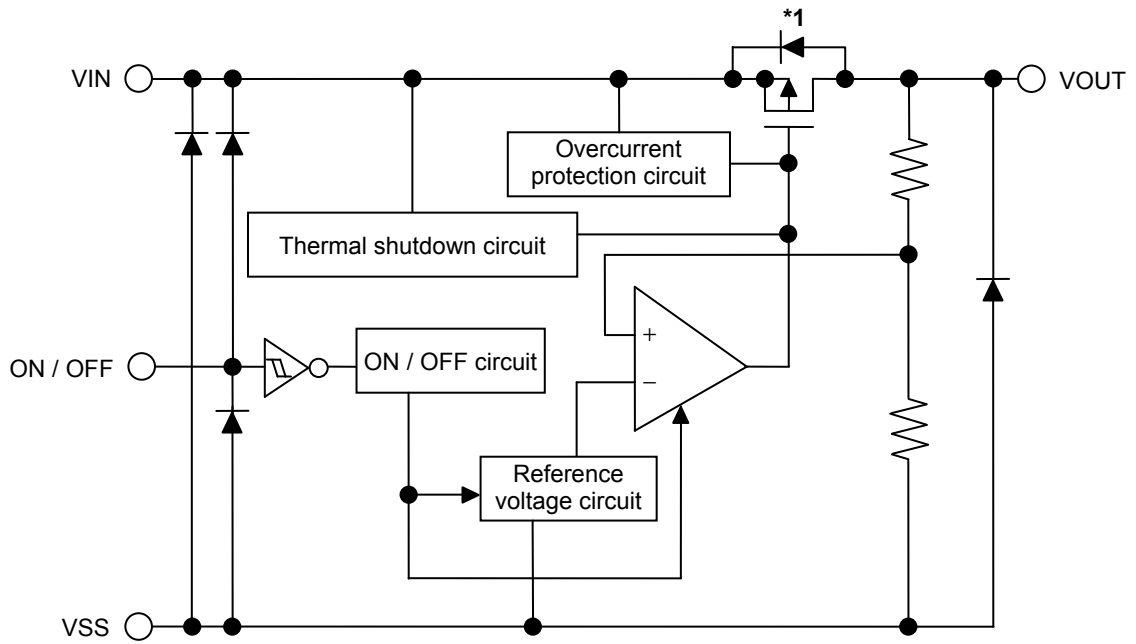 *1
VIN
VOUT
Overcurrent
protection circuit
Thermal shutdown circuit
+
ON / OFF
ON / OFF circuit
−
Reference
voltage circuit
VSS